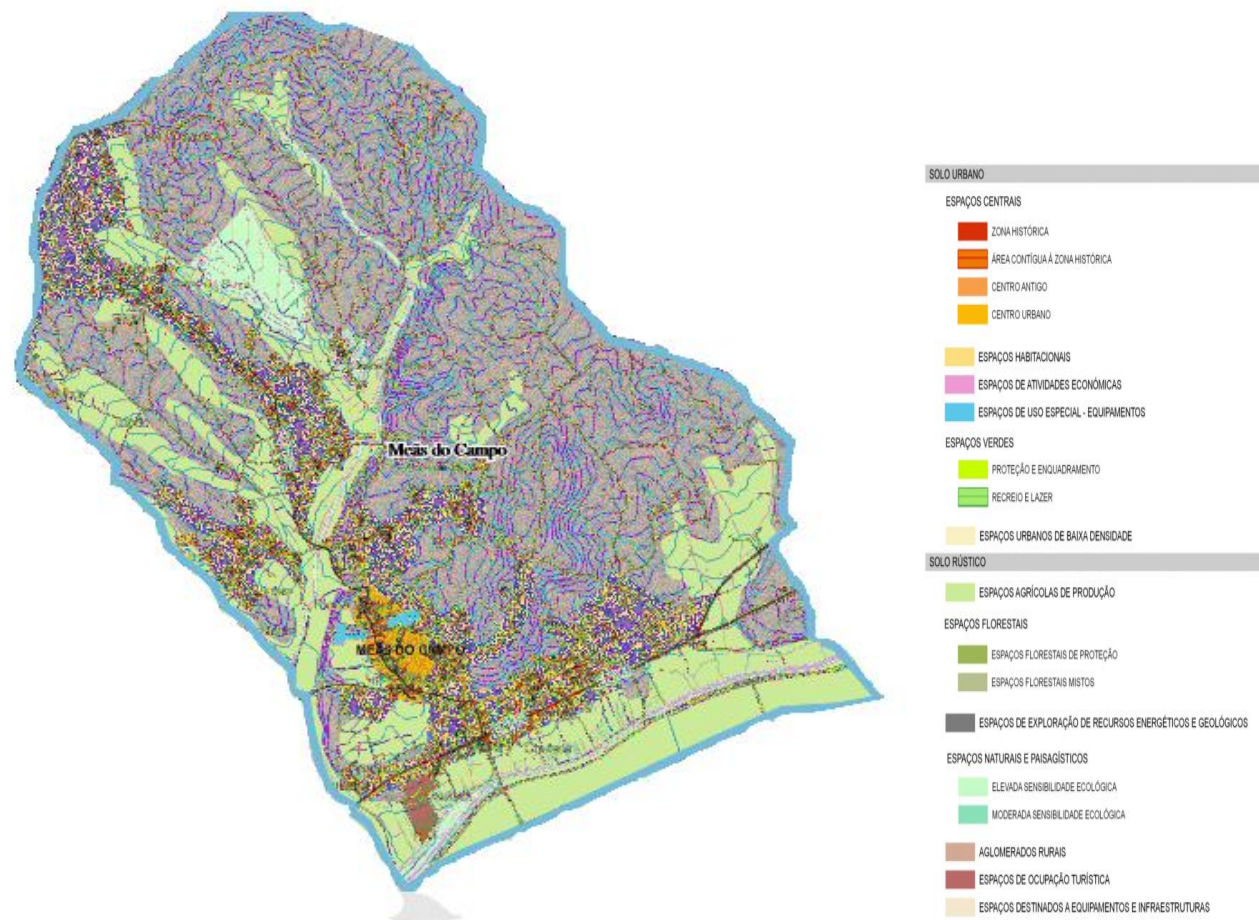 Meãs do Campo
MEÃS DO CAMPO
SOLO URBANO
ESPAÇOS CENTRAIS
ZONA HISTÓRICA
ÁREA CONTÍGUA À ZONA HISTÓRICA
CENTRO ANTIGO
CENTRO URBANO
ESPAÇOS HABITACIONAIS
ESPAÇOS DE ATIVIDADES ECONÓMICAS
ESPAÇOS DE USO ESPECIAL - EQUIPAMENTOS
ESPAÇOS VERDES
PROTEÇÃO E ENQUADRAMENTO
RECREIO E LAZER
ESPAÇOS URBANOS DE BAIXA DENSIDADE
SOLO RÚSTICO
ESPAÇOS AGRÍCOLAS DE PRODUÇÃO
ESPAÇOS FLORESTAIS
ESPAÇOS FLORESTAIS DE PROTEÇÃO
ESPAÇOS FLORESTAIS MISTOS
ESPAÇOS DE EXPLORAÇÃO DE RECURSOS ENERGÉTICOS E GEOLÓGICOS
ESPAÇOS NATURAIS E PAISAGÍSTICOS
ELEVADA SENSIBILIDADE ECOLÓGICA
MODERADA SENSIBILIDADE ECOLÓGICA
AGLOMERADOS RURAIS
ESPAÇOS DE OCUPAÇÃO TURÍSTICA
ESPAÇOS DESTINADOS A EQUIPAMENTOS E INFRAESTRUTURAS